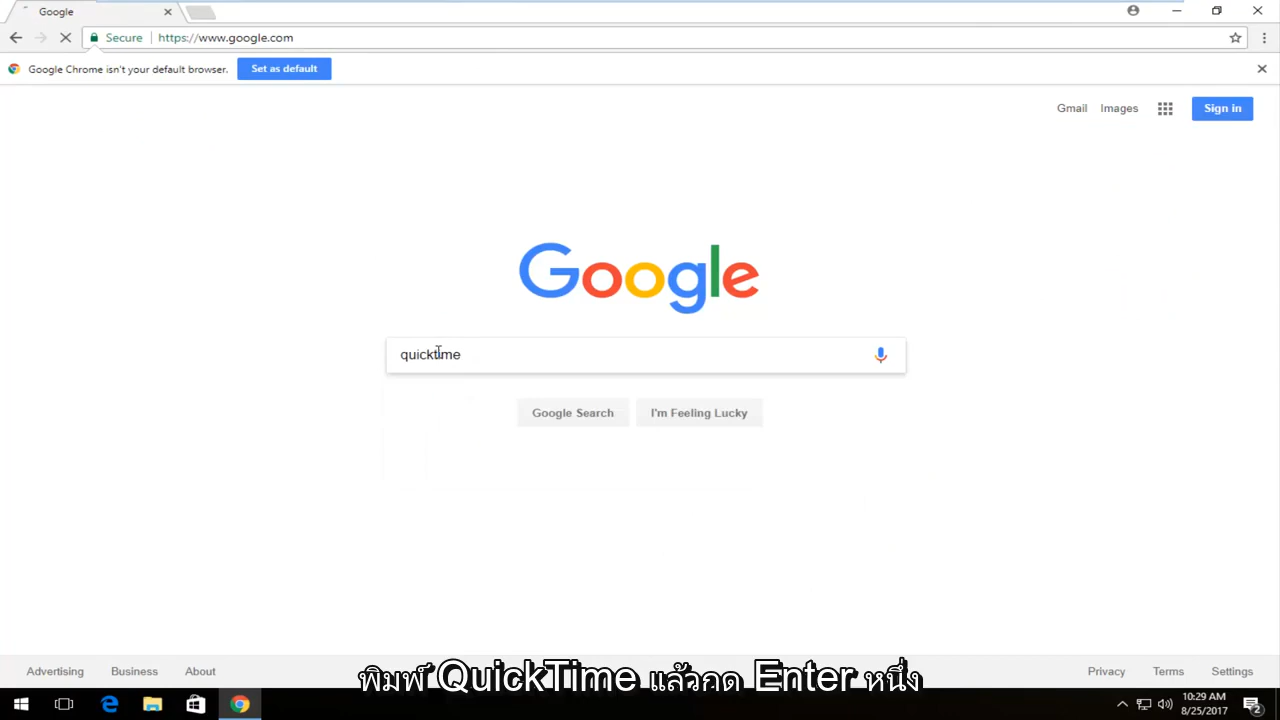 Google
Secure https://www.google.com
Google Chrome isn't your default browser. Set as default
Gmail Images Sign in
Google
quicktime
Google Search I'm Feeling Lucky
Advertising Business About Privacy Terms Settings
พิมพ์ QuickTime แล้วกด Enter หนึ่ง
10:29 AM
8/25/2017
2